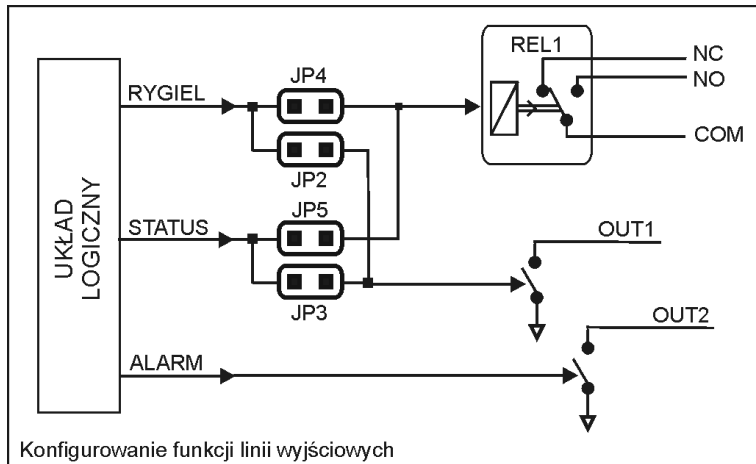 REL1
NC
NO
COM
JP4
RYGIEL
JP2
JP5
STATUS
JP3
UKŁAD
LOGICZNY
OUT1
OUT2
ALARM
Konfigurowanie funkcji linii wyjściowych